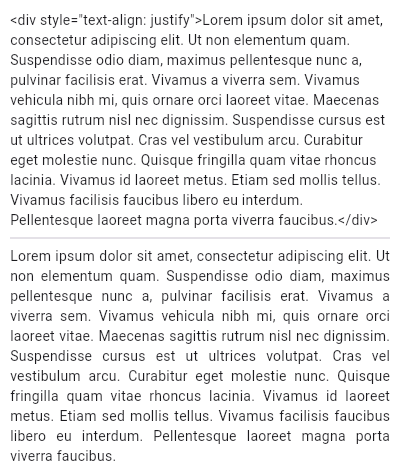 <div style="text-align: justify">Lorem ipsum dolor sit amet,
consectetur adipiscing elit. Ut non elementum quam.
Suspendisse odio diam, maximus pellentesque nunc a,
pulvinar facilisis erat. Vivamus a viverra sem. Vivamus
vehicula nibh mi, quis ornare orci laoreet vitae. Maecenas
sagittis rutrum nisl nec dignissim. Suspendisse cursus est
ut ultrices volutpat. Cras vel vestibulum arcu. Curabitur
eget molestie nunc. Quisque fringilla quam vitae rhoncus
lacinia. Vivamus id laoreet metus. Etiam sed mollis tellus.
Vivamus facilisis faucibus libero eu interdum.
Pellentesque laoreet magna porta viverra faucibus.</div>
Lorem ipsum dolor sit amet, consectetur adipiscing elit. Ut
non elementum quam. Suspendisse odio diam, maximus
pellentesque nunc a, pulvinar facilisis erat. Vivamus a
viverra sem. Vivamus vehicula nibh mi, quis ornare orci
laoreet vitae. Maecenas sagittis rutrum nisl nec dignissim.
Suspendisse cursus est ut ultrices volutpat. Cras vel
vestibulum arcu. Curabitur eget molestie nunc. Quisque
fringilla quam vitae rhoncus lacinia. Vivamus id laoreet
metus. Etiam sed mollis tellus. Vivamus facilisis faucibus
libero eu interdum. Pellentesque laoreet magna porta
viverra faucibus.